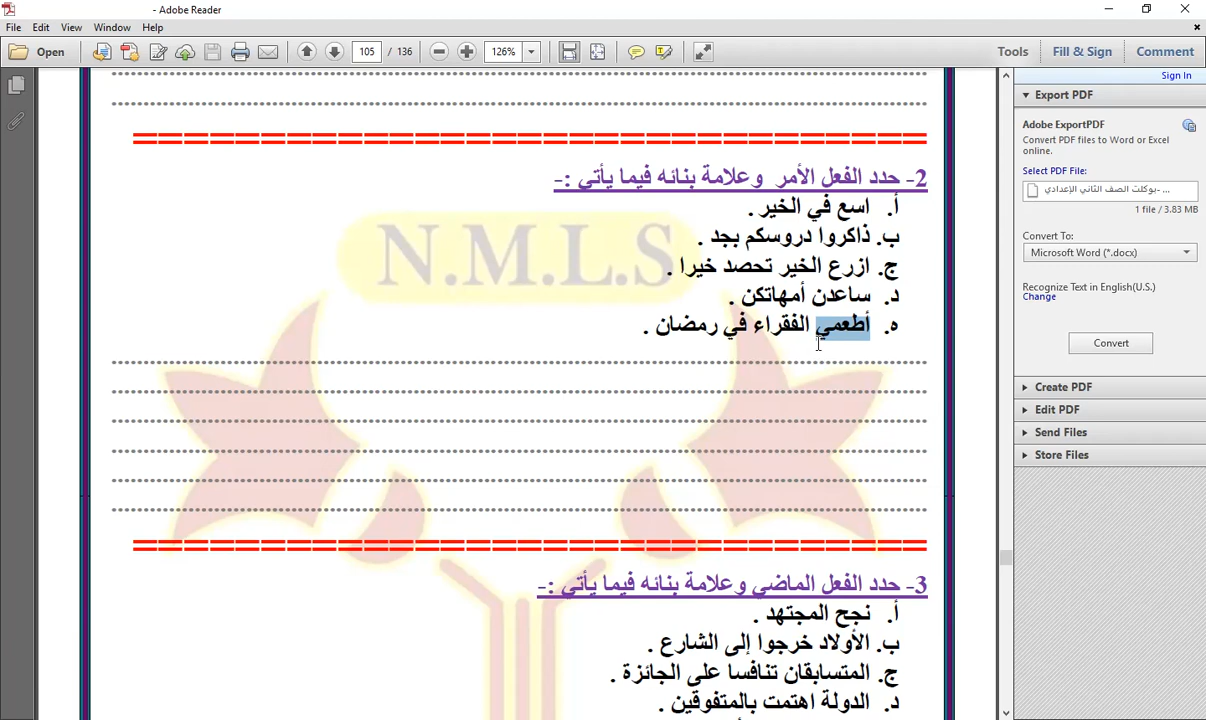 - Adobe Reader
File Edit View Window Help
Open 105 / 136 126% Tools Fill & Sign Comment
Sign In
Export PDF
Adobe ExportPDF
Convert PDF files to Word or Excel online.
Select PDF File:
...بوكلت الصف الثاني الإعدادي-
1 file / 3.83 MB
Convert To:
Microsoft Word (*.docx)
Recognize Text in English(U.S.)
Change
Convert
Create PDF
Edit PDF
Send Files
Store Files
N.M.L.S
2- حدد الفعل الأمر وعلامة بنائه فيما يأتي :-
أ. اسع في الخير .
ب. ذاكروا دروسكم بجد .
ج. ازرع الخير تحصد خيرا .
د. ساعدن أمهاتكن .
ه. أطعمي الفقراء في رمضان .
3- حدد الفعل الماضي وعلامة بنائه فيما يأتي :-
أ. نجح المجتهد .
ب. الأولاد خرجوا إلى الشارع .
ج. المتسابقان تنافسا على الجائزة .
د. الدولة اهتمت بالمتفوقين .